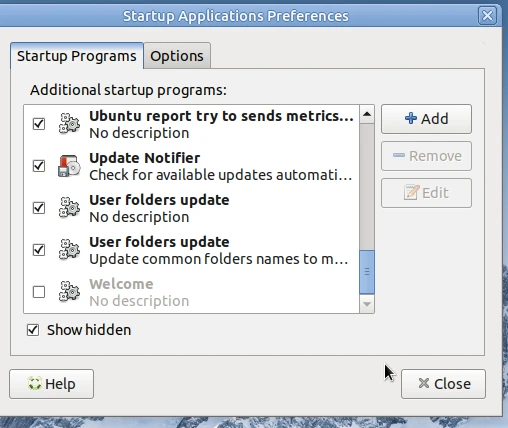 Startup Applications Preferences
Startup Programs
Options
Additional startup programs:
Ubuntu report try to sends metrics...
No description
Update Notifier
Check for available updates automati...
User folders update
No description
User folders update
Update common folders names to m...
Welcome
No description
Add
Remove
Edit
Show hidden
Help
Close